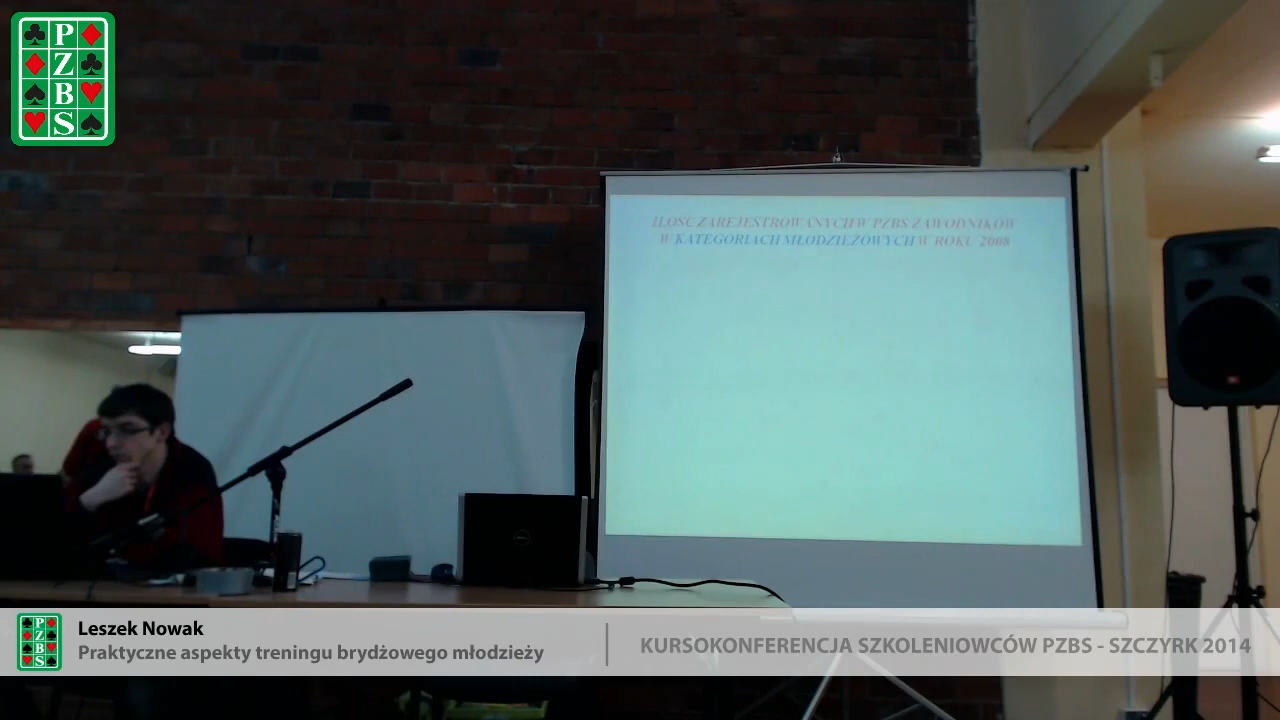 P
Z
B
S
ILOŚĆ ZAREJESTROWANYCH W PZBS ZAWODNIKÓW
W KATEGORIACH MŁODZIEŻOWYCH W ROKU 2008
P
Z
B
S
Leszek Nowak
Praktyczne aspekty treningu brydżowego młodzieży
KURSOKONFERENCJA SZKOLENIOWCÓW PZBS - SZCZYRK 2014